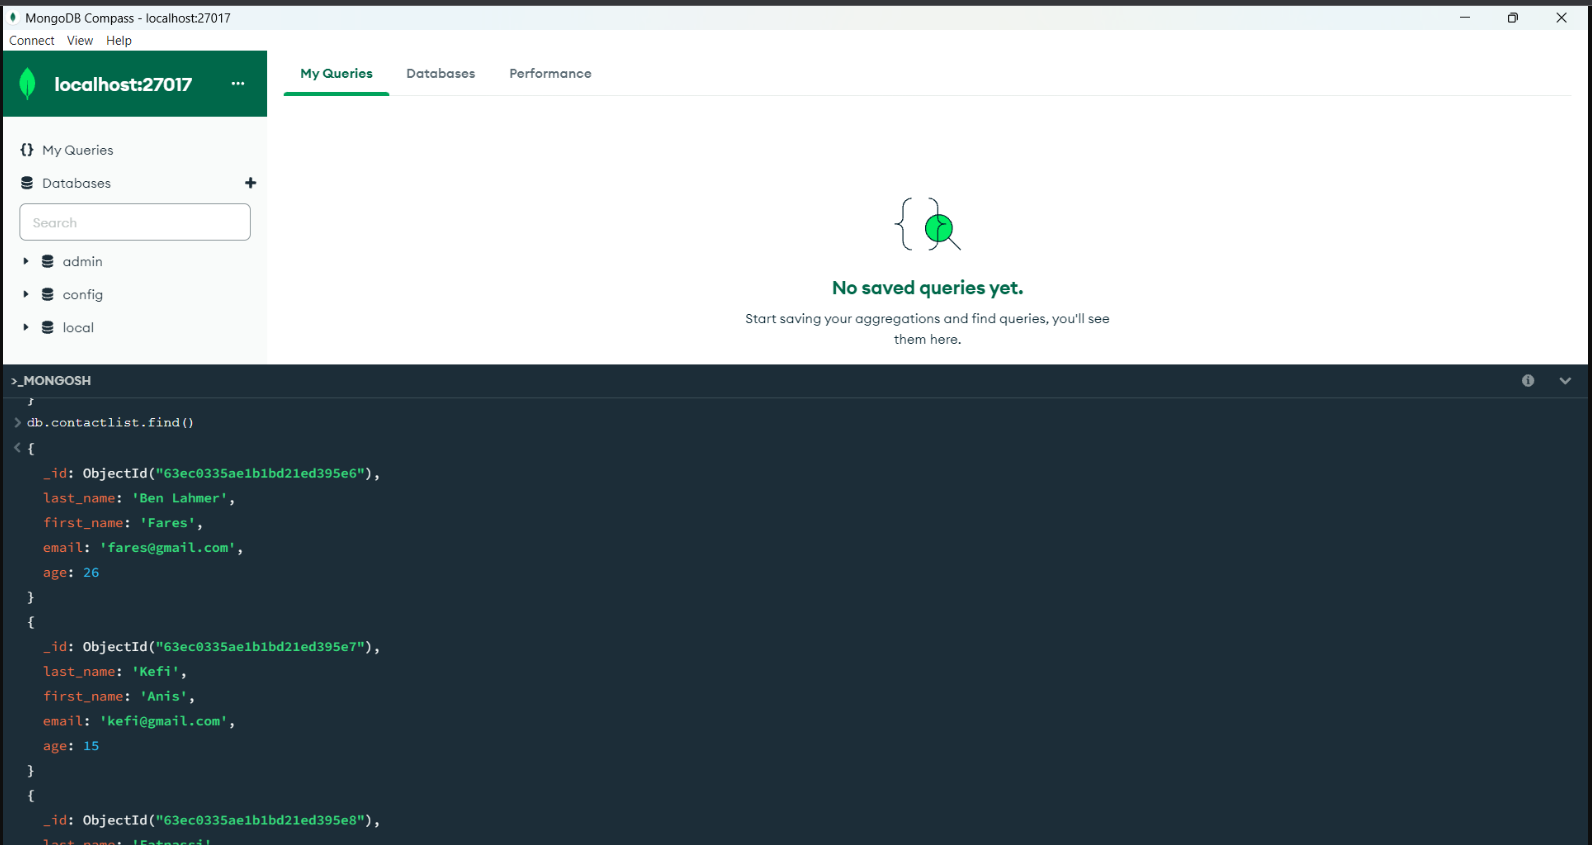 MongoDB Compass - localhost:27017
Connect View Help
localhost:27017 ...
My Queries Databases Performance
{} My Queries
Databases +
Search
admin
config
local
No saved queries yet.
Start saving your aggregations and find queries, you'll see
them here.
>_MONGOSH
}
> db.contactlist.find()
< {
_id: ObjectId("63ec0335ae1b1bd21ed395e6"),
last_name: 'Ben Lahmer',
first_name: 'Fares',
email: 'fares@gmail.com',
age: 26
}
{
_id: ObjectId("63ec0335ae1b1bd21ed395e7"),
last_name: 'Kefi',
first_name: 'Anis',
email: 'kefi@gmail.com',
age: 15
}
{
_id: ObjectId("63ec0335ae1b1bd21ed395e8"),
last_name: 'Fatnassi'